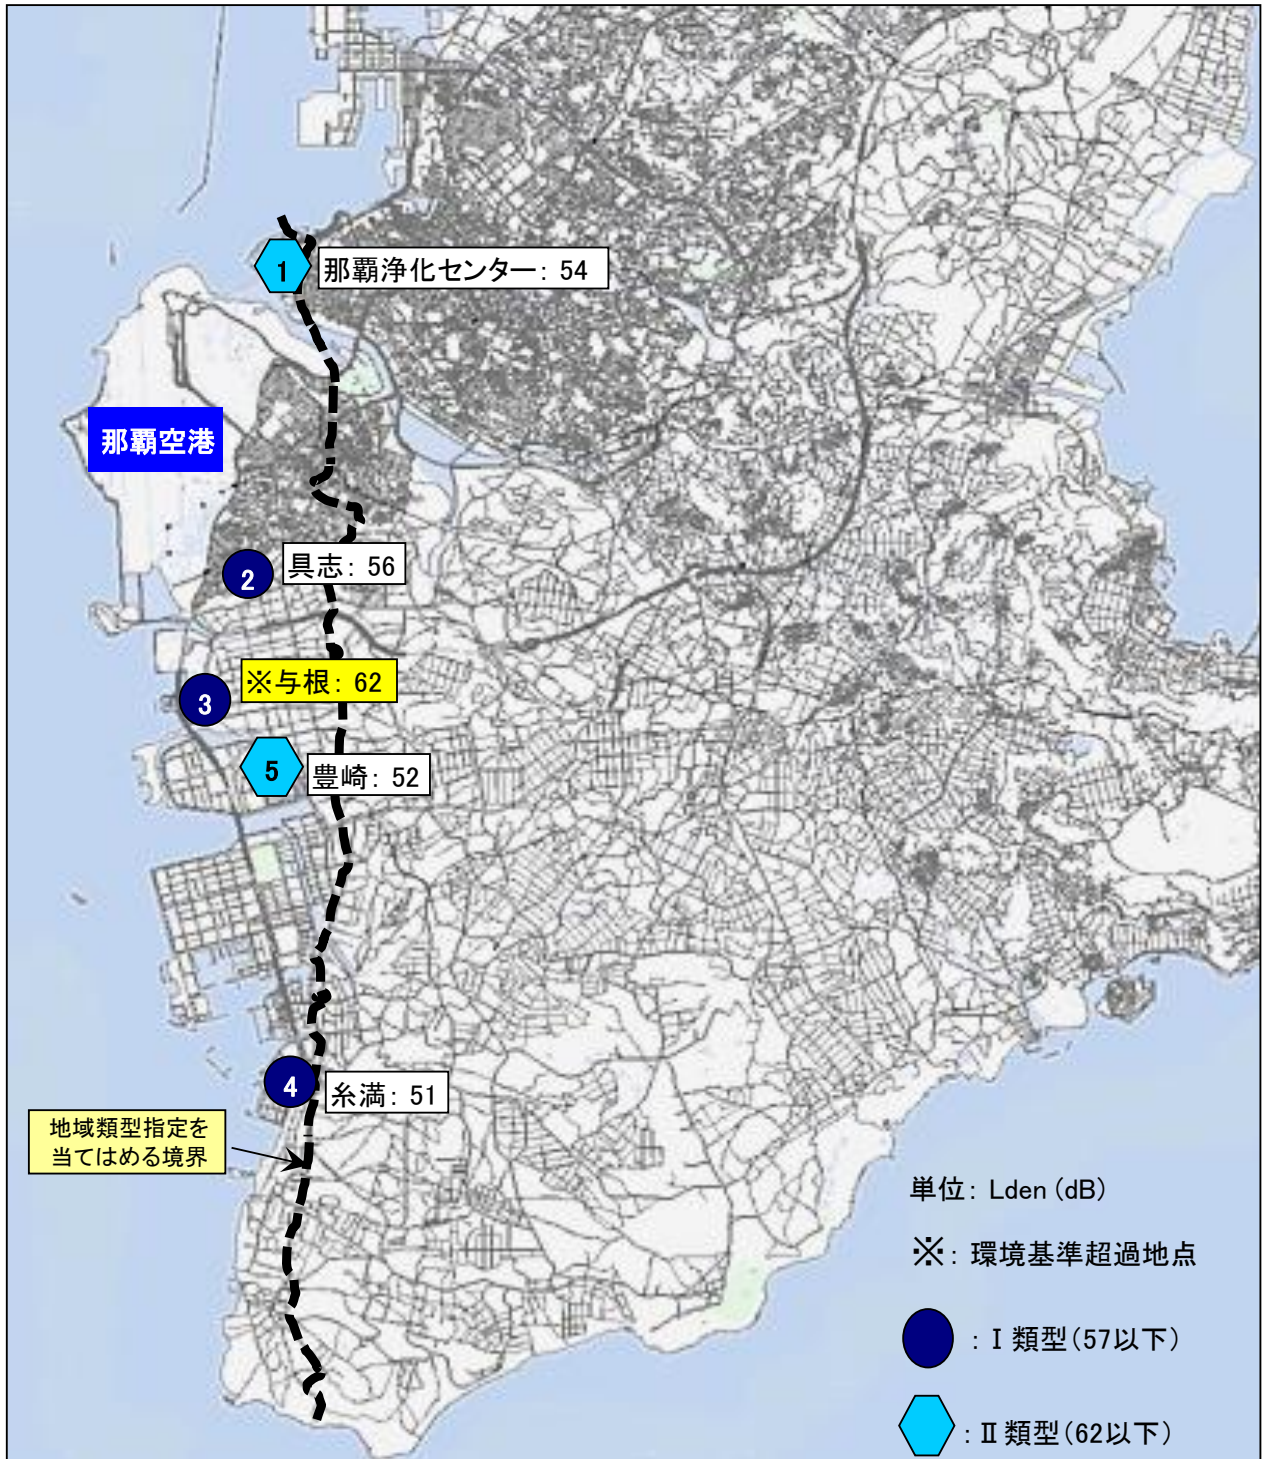 1
那覇浄化センター: 54
那覇空港
2
具志: 56
※与根: 62
3
5
豊崎: 52
4
糸満: 51
地域類型指定を
当てはめる境界
単位: Lden (dB)
※: 環境基準超過地点
: Ⅰ類型(57以下)
: Ⅱ類型(62以下)